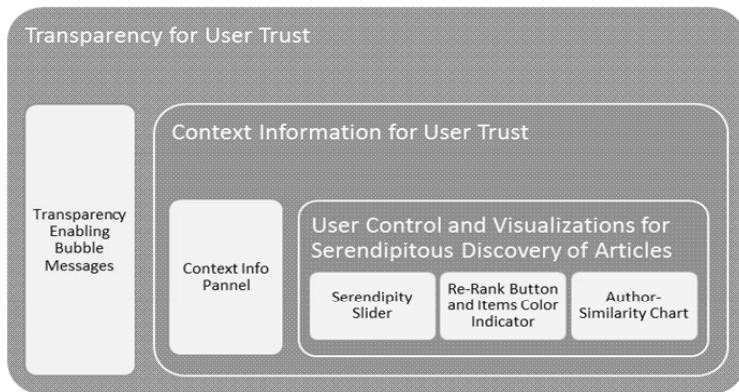 Transparency for User Trust
Context Information for User Trust
Transparency
Enabling
Bubble
Messages
Context Info
Pannel
User Control and Visualizations for
Serendipitous Discovery of Articles
Serendipity
Slider
Re-Rank Button
and Items Color
Indicator
Author-
Similarity Chart